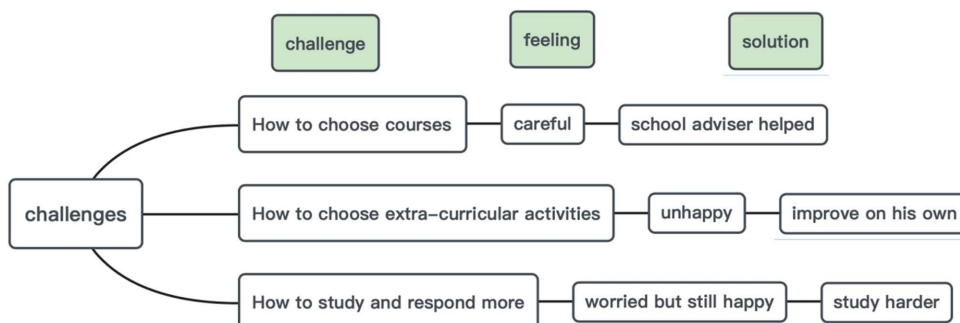 challenge
feeling
solution
How to choose courses
careful
school adviser helped
challenges
How to choose extra-curricular activities
unhappy
improve on his own
How to study and respond more
worried but still happy
study harder